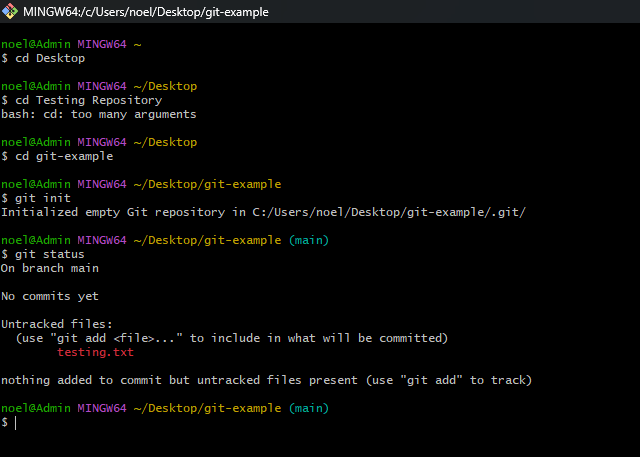 MINGW64:/c/Users/noel/Desktop/git-example
noel@Admin MINGW64 ~
$ cd Desktop
noel@Admin MINGW64 ~/Desktop
$ cd Testing Repository
bash: cd: too many arguments
noel@Admin MINGW64 ~/Desktop
$ cd git-example
noel@Admin MINGW64 ~/Desktop/git-example
$ git init
Initialized empty Git repository in C:/Users/noel/Desktop/git-example/.git/
noel@Admin MINGW64 ~/Desktop/git-example (main)
$ git status
On branch main
No commits yet
Untracked files:
(use "git add <file>..." to include in what will be committed)
testing.txt
nothing added to commit but untracked files present (use "git add" to track)
noel@Admin MINGW64 ~/Desktop/git-example (main)
$